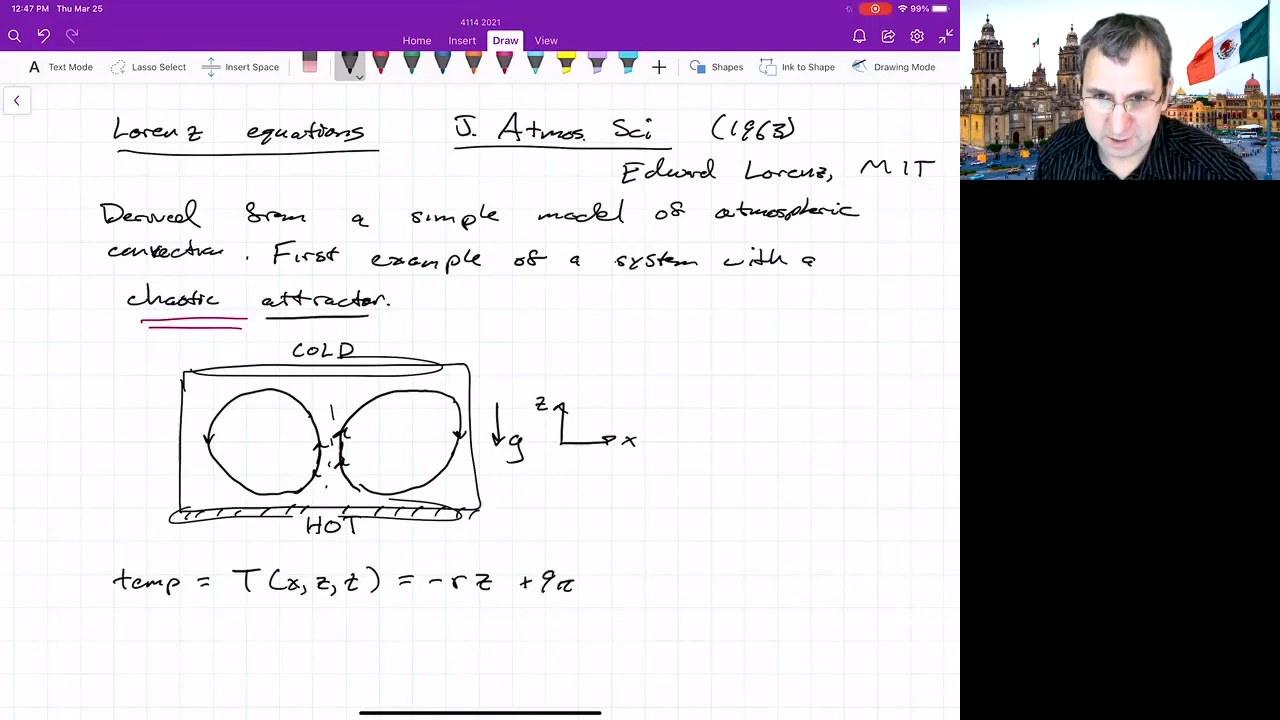 12:47 PM Thu Mar 25
99%
4114 2021
Home Insert Draw View
A Text Mode Lasso Select Insert Space Shapes Ink to Shape Drawing Mode
Lorenz equations J. Atmos. Sci (1963)
Edward Lorenz, MIT
Derived from a simple model of atmospheric
convection. First example of a system with a
chaotic attractor.
COLD
z
g x
HOT
temp = T(x, z, t) = -rz + 9π